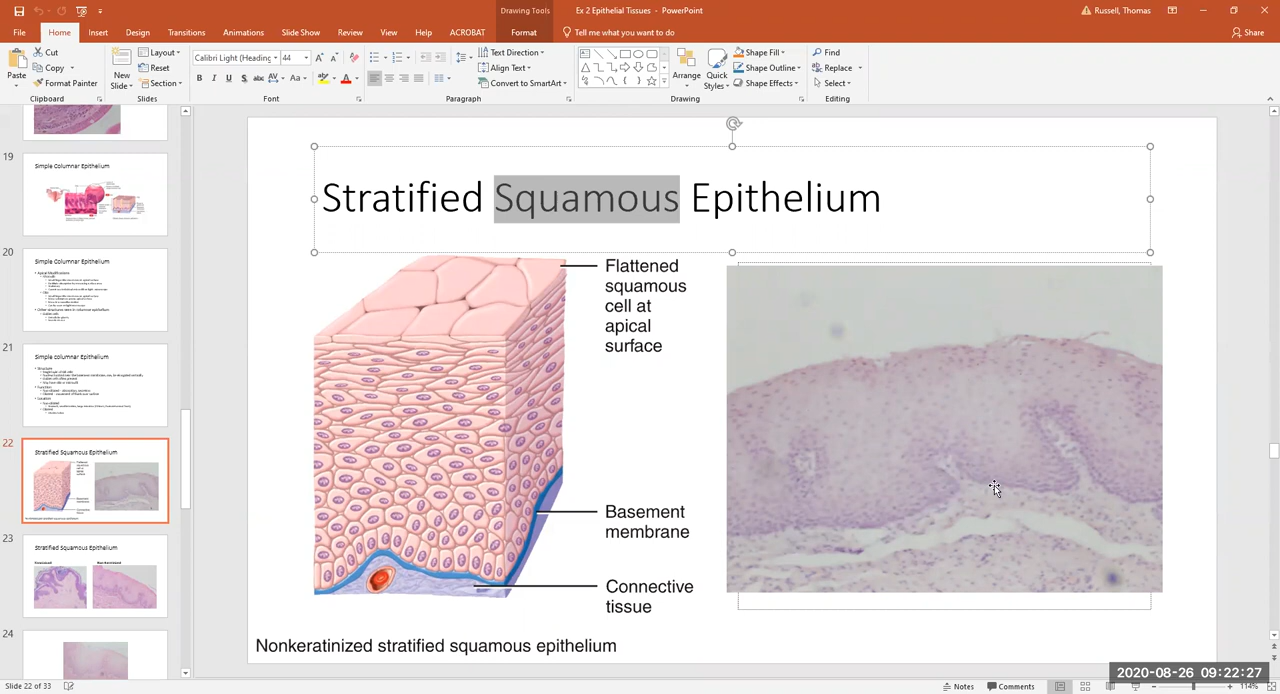 Drawing Tools
Ex 2 Epithelial Tissues - PowerPoint
Russell, Thomas
File Home Insert Design Transitions Animations Slide Show Review View Help ACROBAT Format Tell me what you want to do
Share
Paste
Cut
Copy
Format Painter
Clipboard
New Slide
Layout
Reset
Section
Slides
Calibri Light (Heading) 44
B I U S abc AV Aa
Font
Paragraph
Text Direction
Align Text
Convert to SmartArt
Arrange
Quick Styles
Shape Fill
Shape Outline
Shape Effects
Drawing
Find
Replace
Select
Editing
19
Simple Columnar Epithelium
20
Simple Columnar Epithelium
21
Simple columnar Epithelium
22
Stratified Squamous Epithelium
23
Stratified Squamous Epithelium
24
Stratified Squamous Epithelium
Flattened
squamous
cell at
apical
surface
Basement
membrane
Connective
tissue
Nonkeratinized stratified squamous epithelium
2020-08-26 09:22:27
Slide 22 of 33
Notes
Comments
114%